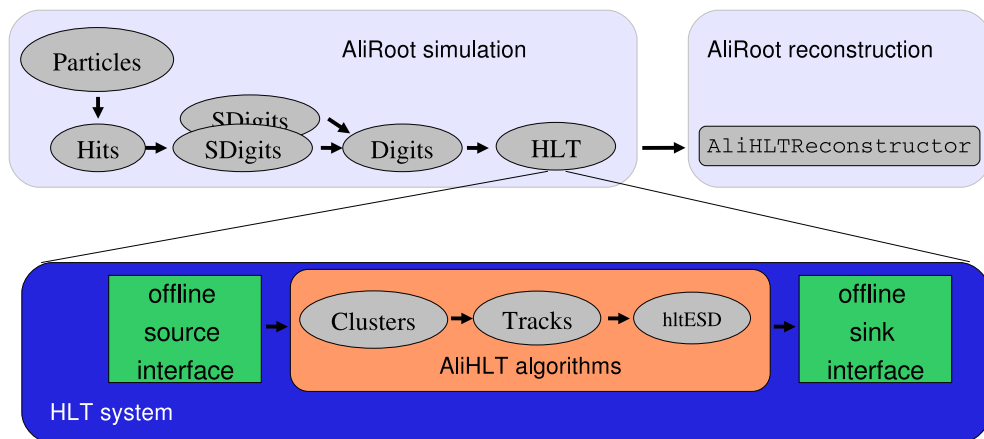 AliRoot simulation
Particles
SDigits
Hits
SDigits
Digits
HLT
AliRoot reconstruction
AliHLTReconstructor
offline
source
interface
Clusters
Tracks
hltESD
AliHLT algorithms
offline
sink
interface
HLT system